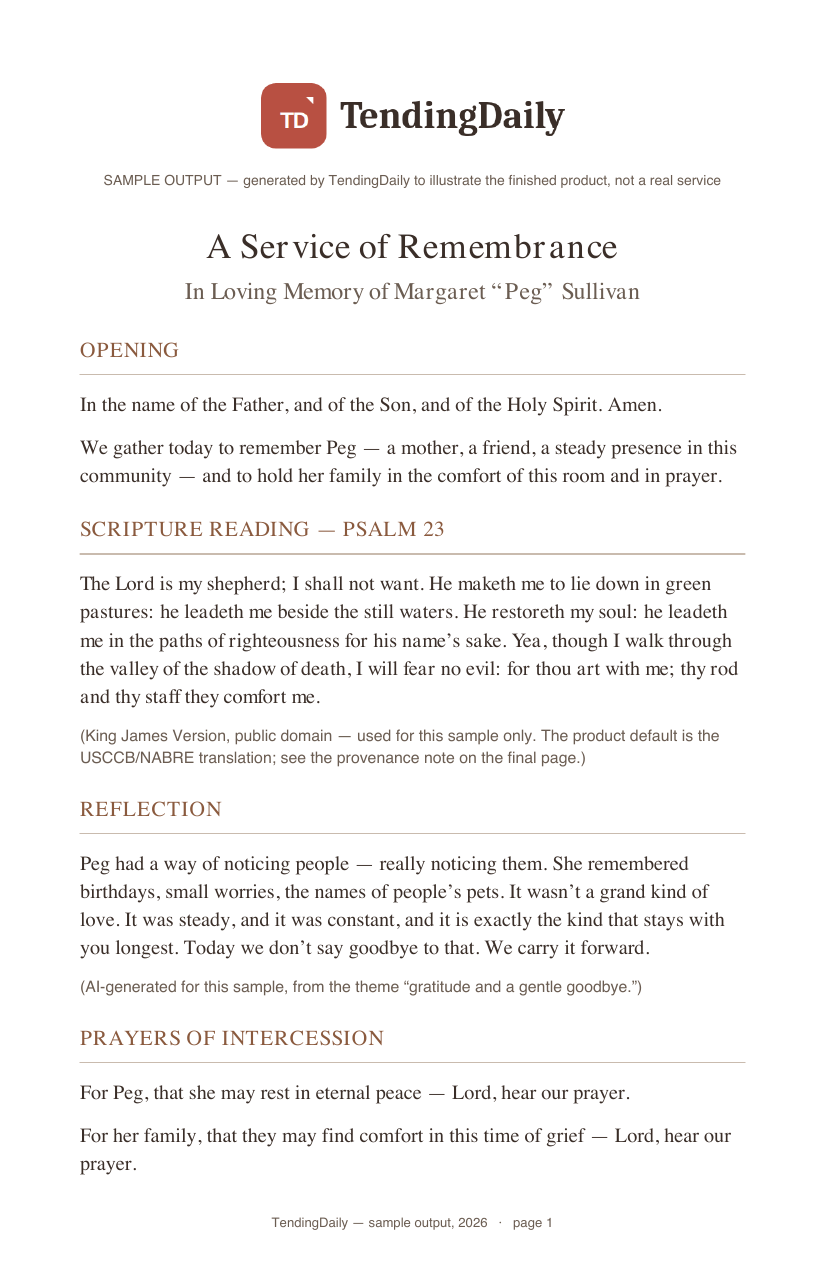 TD
TendingDaily
SAMPLE OUTPUT — generated by TendingDaily to illustrate the finished product, not a real service
A Service of Remembrance
In Loving Memory of Margaret “Peg” Sullivan
OPENING
In the name of the Father, and of the Son, and of the Holy Spirit. Amen.
We gather today to remember Peg — a mother, a friend, a steady presence in this
community — and to hold her family in the comfort of this room and in prayer.
SCRIPTURE READING — PSALM 23
The Lord is my shepherd; I shall not want. He maketh me to lie down in green
pastures: he leadeth me beside the still waters. He restoreth my soul: he leadeth
me in the paths of righteousness for his name’s sake. Yea, though I walk through
the valley of the shadow of death, I will fear no evil: for thou art with me; thy rod
and thy staff they comfort me.
(King James Version, public domain — used for this sample only. The product default is the
USCCB/NABRE translation; see the provenance note on the final page.)
REFLECTION
Peg had a way of noticing people — really noticing them. She remembered
birthdays, small worries, the names of people’s pets. It wasn’t a grand kind of
love. It was steady, and it was constant, and it is exactly the kind that stays with
you longest. Today we don’t say goodbye to that. We carry it forward.
(AI-generated for this sample, from the theme “gratitude and a gentle goodbye.”)
PRAYERS OF INTERCESSION
For Peg, that she may rest in eternal peace — Lord, hear our prayer.
For her family, that they may find comfort in this time of grief — Lord, hear our
prayer.
TendingDaily — sample output, 2026 · page 1